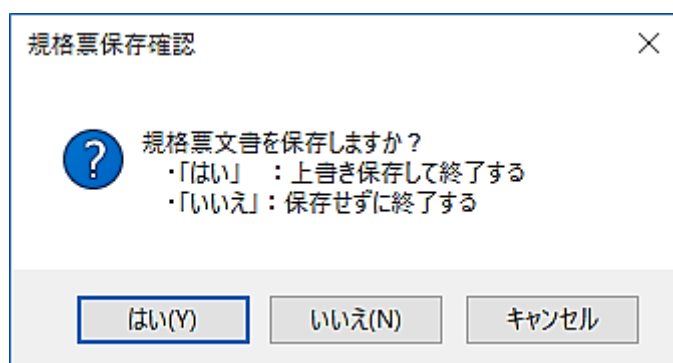 規格票保存確認
規格票文書を保存しますか？
・「はい」　：上書き保存して終了する
・「いいえ」：保存せずに終了する
はい(Y)
いいえ(N)
キャンセル